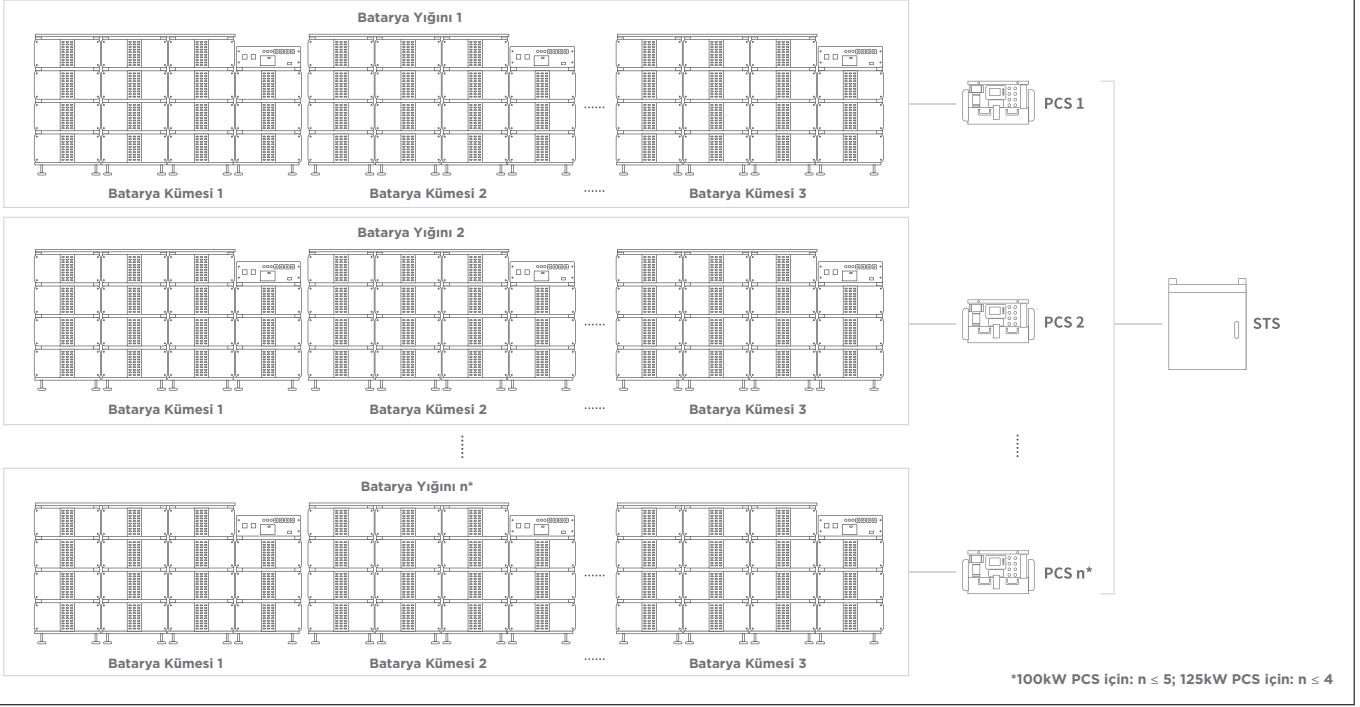 Batarya Yığını 1
......
PCS 1
Batarya Kümesi 1
Batarya Kümesi 2
......
Batarya Kümesi 3
Batarya Yığını 2
......
PCS 2
STS
Batarya Kümesi 1
Batarya Kümesi 2
......
Batarya Kümesi 3
Batarya Yığını n*
......
PCS n*
Batarya Kümesi 1
Batarya Kümesi 2
......
Batarya Kümesi 3
*100kW PCS için: n ≤ 5; 125kW PCS için: n ≤ 4